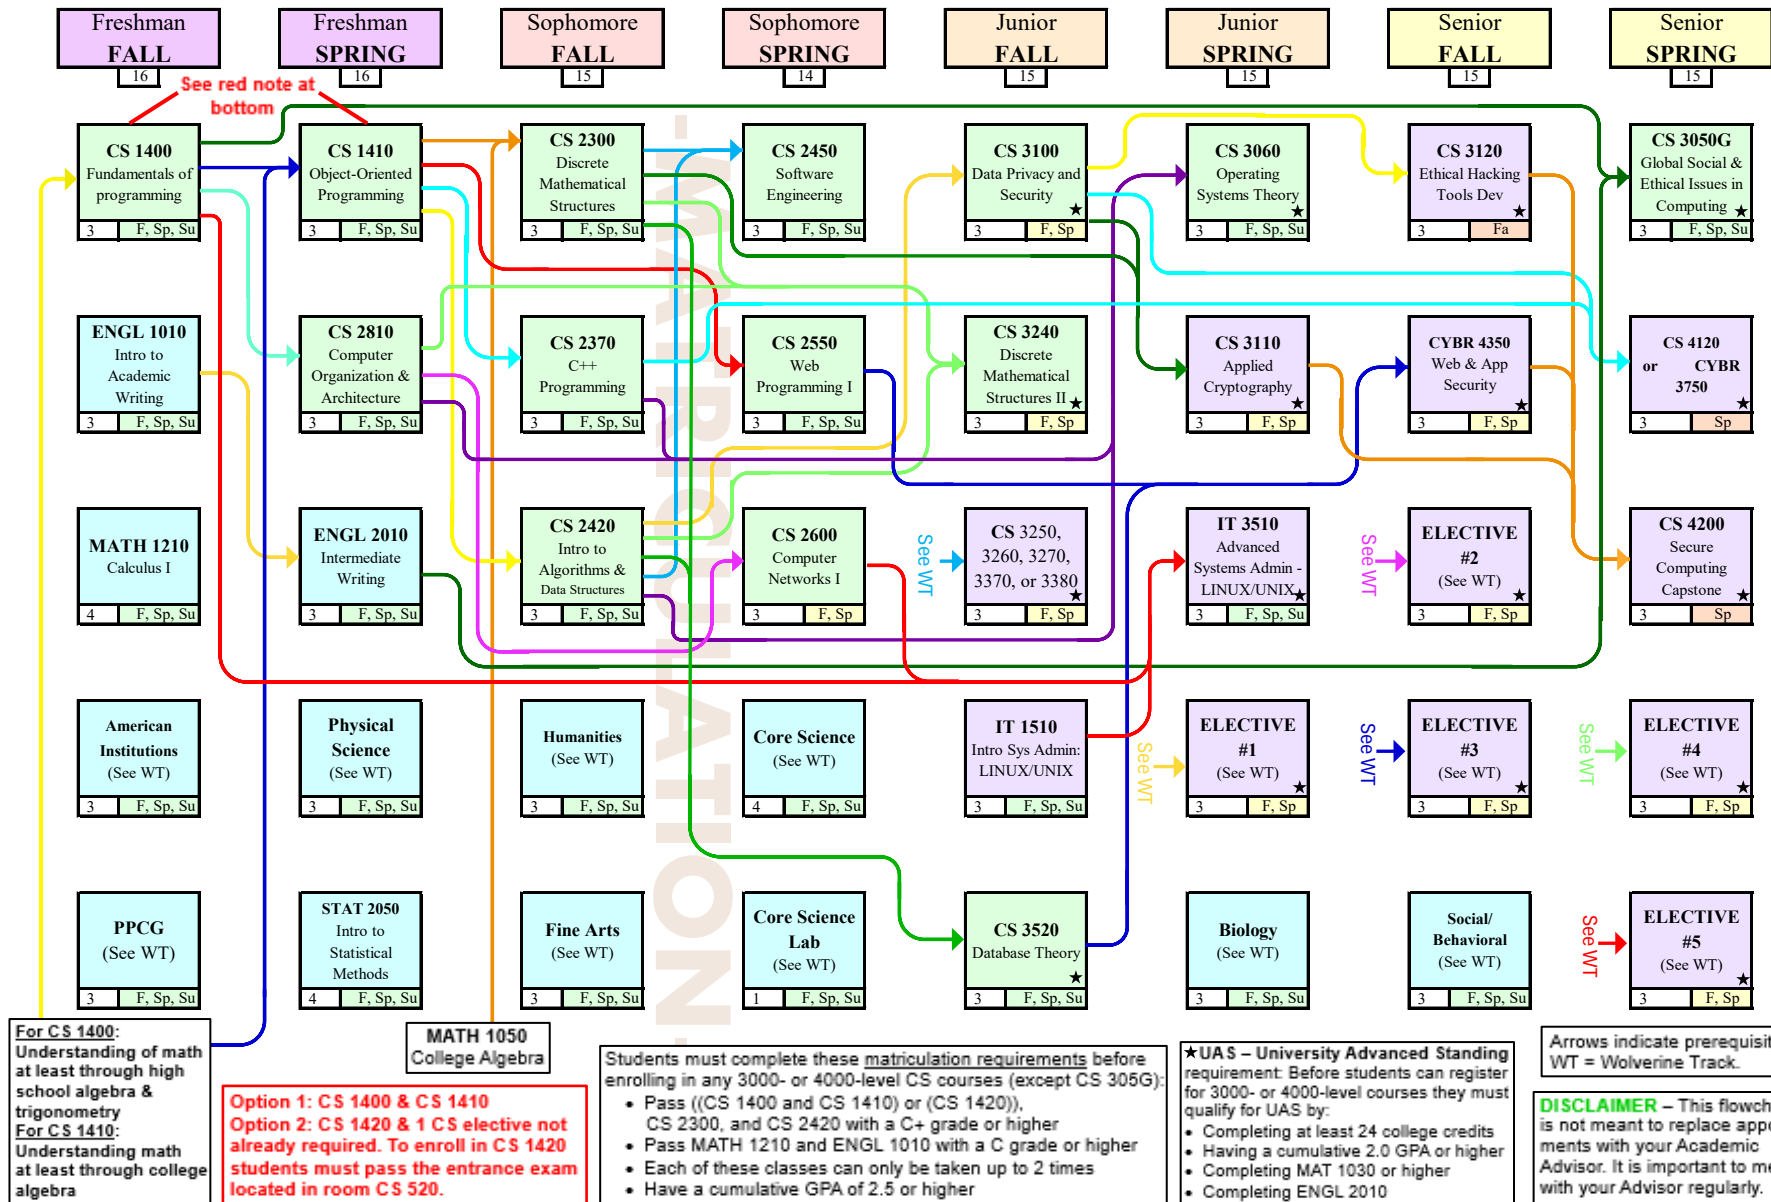 Freshman
FALL
16
Freshman
SPRING
16
Sophomore
FALL
15
Sophomore
SPRING
14
Junior
FALL
15
Junior
SPRING
15
Senior
FALL
15
Senior
SPRING
15
See red note at
bottom
CS 1400
Fundamentals of
programming
3 F, Sp, Su
CS 1410
Object-Oriented
Programming
3 F, Sp, Su
CS 2300
Discrete
Mathematical
Structures
3 F, Sp, Su
CS 2450
Software
Engineering
3 F, Sp, Su
CS 3100
Data Privacy and
Security
★
3 F, Sp
CS 3060
Operating
Systems Theory
★
3 F, Sp, Su
CS 3120
Ethical Hacking
Tools Dev
★
3 Fa
CS 3050G
Global Social &
Ethical Issues in
Computing
★
3 F, Sp, Su
ENGL 1010
Intro to
Academic
Writing
3 F, Sp, Su
CS 2810
Computer
Organization &
Architecture
3 F, Sp, Su
CS 2370
C++
Programming
3 F, Sp, Su
CS 2550
Web
Programming I
3 F, Sp, Su
CS 3240
Discrete
Mathematical
Structures II
★
3 F, Sp
CS 3110
Applied
Cryptography
★
3 F, Sp
CYBR 4350
Web & App
Security
★
3 F, Sp
CS 4120
or CYBR
3750
★
3 Sp
MATH 1210
Calculus I
4 F, Sp, Su
ENGL 2010
Intermediate
Writing
3 F, Sp, Su
CS 2420
Intro to
Algorithms &
Data Structures
3 F, Sp, Su
CS 2600
Computer
Networks I
3 F, Sp
See WT
CS 3250,
3260, 3270,
3370, or 3380
★
3 F, Sp
IT 3510
Advanced
Systems Admin -
LINUX/UNIX
★
3 F, Sp, Su
See WT
ELECTIVE
#2
(See WT)
★
3 F, Sp
CS 4200
Secure
Computing
Capstone
★
3 Sp
American
Institutions
(See WT)
3 F, Sp, Su
Physical
Science
(See WT)
3 F, Sp, Su
Humanities
(See WT)
3 F, Sp, Su
Core Science
(See WT)
4 F, Sp, Su
IT 1510
Intro Sys Admin:
LINUX/UNIX
3 F, Sp, Su
See WT
ELECTIVE
#1
(See WT)
★
3 F, Sp
See WT
ELECTIVE
#3
(See WT)
★
3 F, Sp
See WT
ELECTIVE
#4
(See WT)
★
3 F, Sp
PPCG
(See WT)
3 F, Sp, Su
STAT 2050
Intro to
Statistical
Methods
4 F, Sp, Su
Fine Arts
(See WT)
3 F, Sp, Su
Core Science
Lab
(See WT)
1 F, Sp, Su
CS 3520
Database Theory
★
3 F, Sp, Su
Biology
(See WT)
3 F, Sp, Su
Social/
Behavioral
(See WT)
3 F, Sp, Su
See WT
ELECTIVE
#5
(See WT)
★
3 F, Sp
-MATRICULATION-
For CS 1400:
Understanding of math
at least through high
school algebra &
trigonometry
For CS 1410:
Understanding math
at least through college
algebra
MATH 1050
College Algebra
Option 1: CS 1400 & CS 1410
Option 2: CS 1420 & 1 CS elective not
already required. To enroll in CS 1420
students must pass the entrance exam
located in room CS 520.
Students must complete these matriculation requirements before
enrolling in any 3000- or 4000-level CS courses (except CS 305G):
• Pass ((CS 1400 and CS 1410) or (CS 1420)),
CS 2300, and CS 2420 with a C+ grade or higher
• Pass MATH 1210 and ENGL 1010 with a C grade or higher
• Each of these classes can only be taken up to 2 times
• Have a cumulative GPA of 2.5 or higher
★UAS – University Advanced Standing
requirement: Before students can register
for 3000- or 4000-level courses they must
qualify for UAS by:
• Completing at least 24 college credits
• Having a cumulative 2.0 GPA or higher
• Completing MAT 1030 or higher
• Completing ENGL 2010
Arrows indicate prerequisit
WT = Wolverine Track.
DISCLAIMER – This flowch
is not meant to replace appo
ments with your Academic
Advisor. It is important to me
with your Advisor regularly.